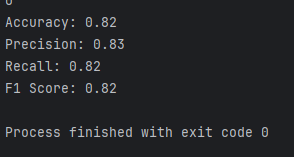 Accuracy: 0.82
Precision: 0.83
Recall: 0.82
F1 Score: 0.82
Process finished with exit code 0